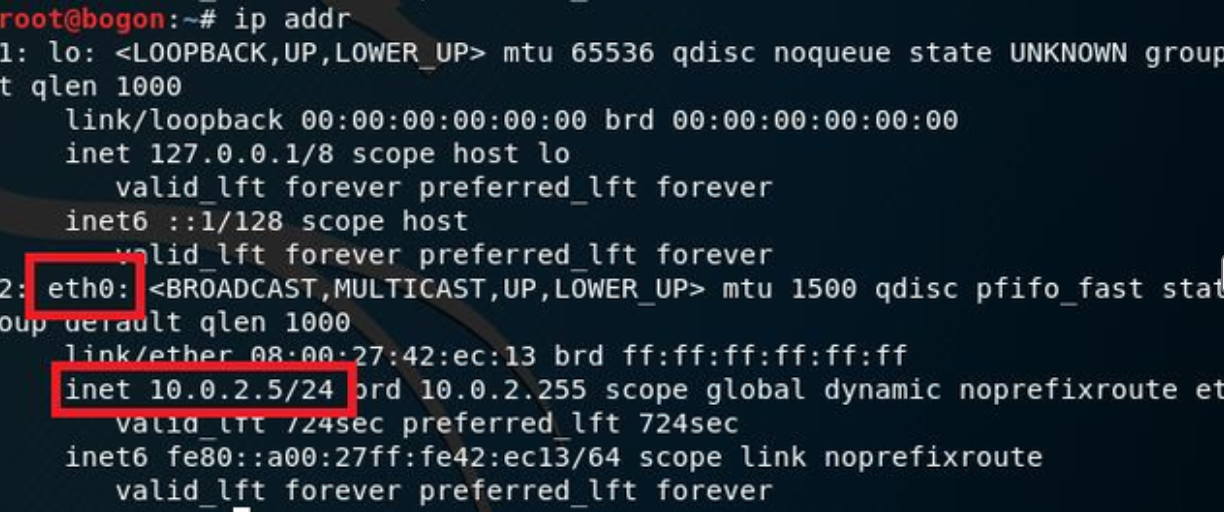 root@bogon:~# ip addr
1: lo: <LOOPBACK,UP,LOWER_UP> mtu 65536 qdisc noqueue state UNKNOWN group
t qlen 1000
link/loopback 00:00:00:00:00:00 brd 00:00:00:00:00:00
inet 127.0.0.1/8 scope host lo
valid_lft forever preferred_lft forever
inet6 ::1/128 scope host
valid_lft forever preferred_lft forever
2: eth0: <BROADCAST,MULTICAST,UP,LOWER_UP> mtu 1500 qdisc pfifo_fast stat
oup default qlen 1000
link/ether 08:00:27:42:ec:13 brd ff:ff:ff:ff:ff:ff
inet 10.0.2.5/24 brd 10.0.2.255 scope global dynamic noprefixroute et
valid_lft 724sec preferred_lft 724sec
inet6 fe80::a00:27ff:fe42:ec13/64 scope link noprefixroute
valid_lft forever preferred_lft forever